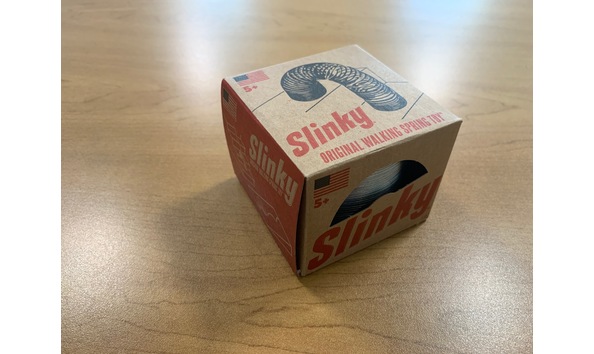 5+
Slinky
ORIGINAL WALKING SPRING TOY
Slinky
5+
Slinky